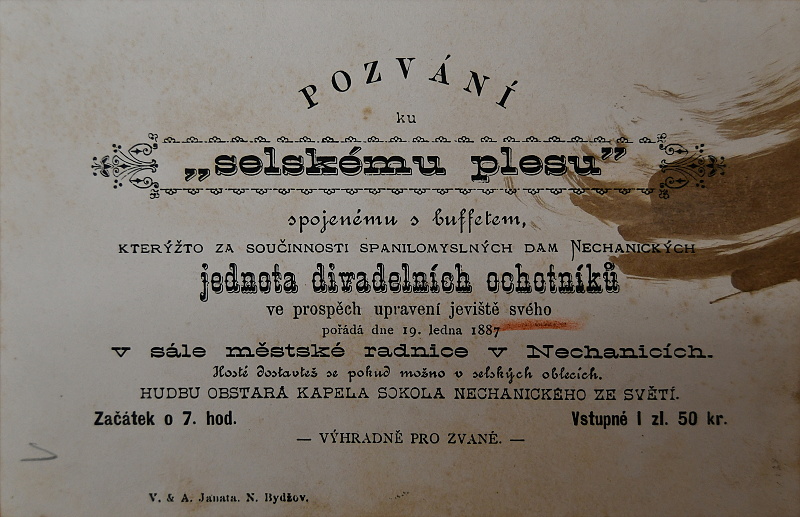 POZVÁNÍ
ku
„selskému plesu”
spojenému s buffetem,
KTERÝŽTO ZA SOUČINNOSTI SPANILOMYSLNÝCH DAM NECHANICKÝCH
jednota divadelních ochotníků
ve prospěch upravení jeviště svého
pořádá dne 19. ledna 1887
v sále městské radnice v Nechanicích.
Hosté dostavtež se pokud možno v selských oblecích.
HUDBU OBSTARÁ KAPELA SOKOLA NECHANICKÉHO ZE SVĚTÍ.
Začátek o 7. hod. Vstupné 1 zl. 50 kr.
— VÝHRADNĚ PRO ZVANÉ. —
V. & A. Janata. N. Bydžov.